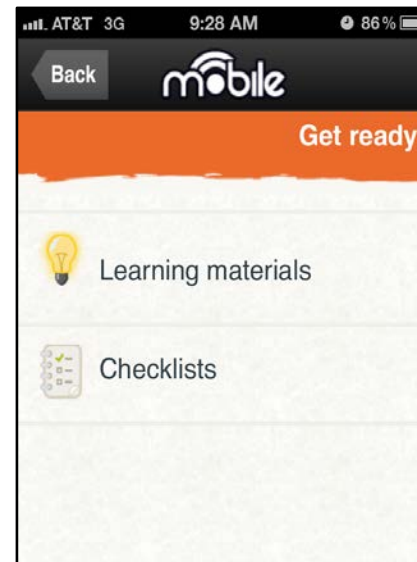 AT&T 3G 9:28 AM 86%
Back mobile
Get ready
Learning materials
Checklists